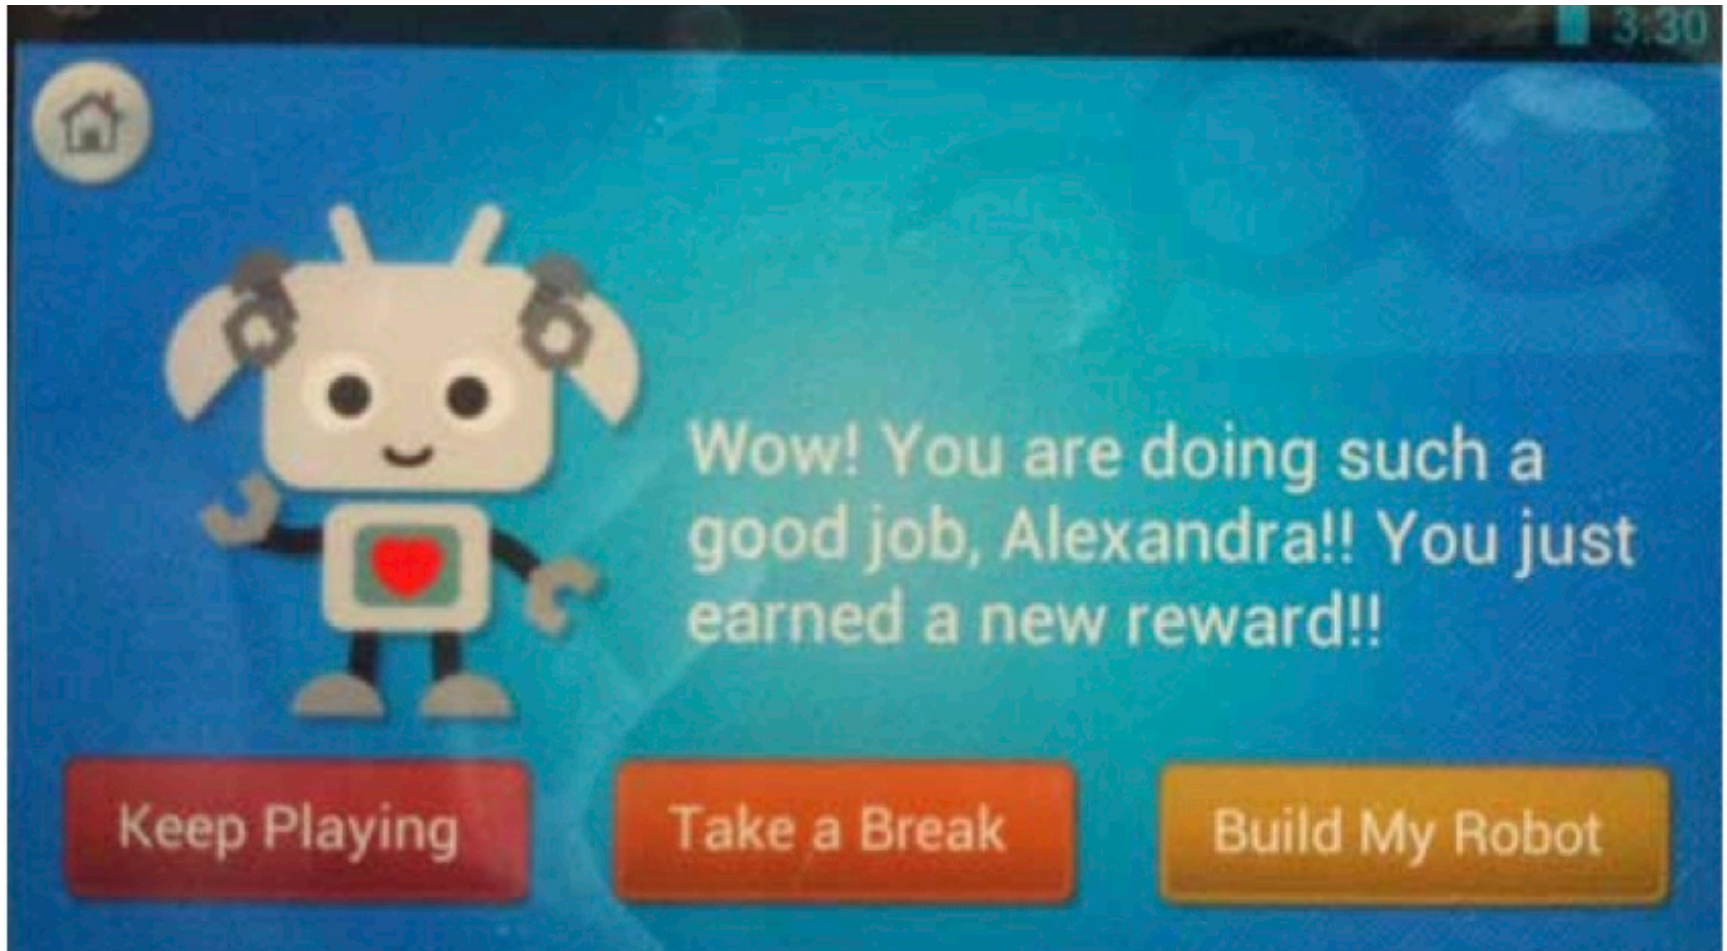 3:30
Wow! You are doing such a
good job, Alexandra!! You just
earned a new reward!!
Keep Playing
Take a Break
Build My Robot